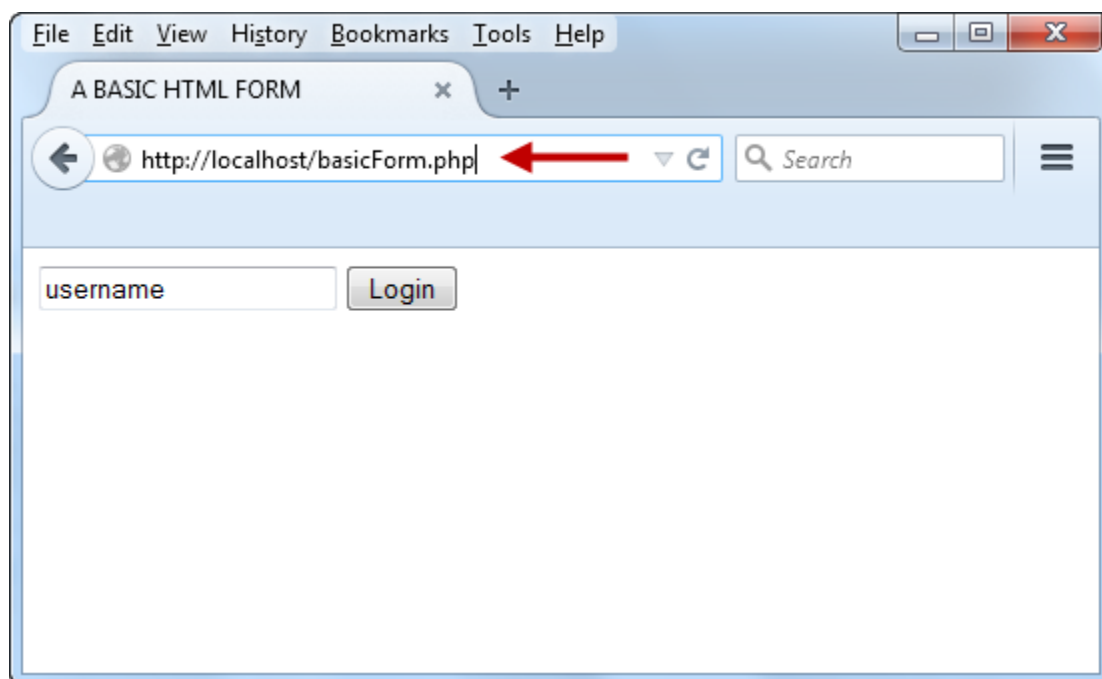 File Edit View History Bookmarks Tools Help
A BASIC HTML FORM
http://localhost/basicForm.php Search
username Login